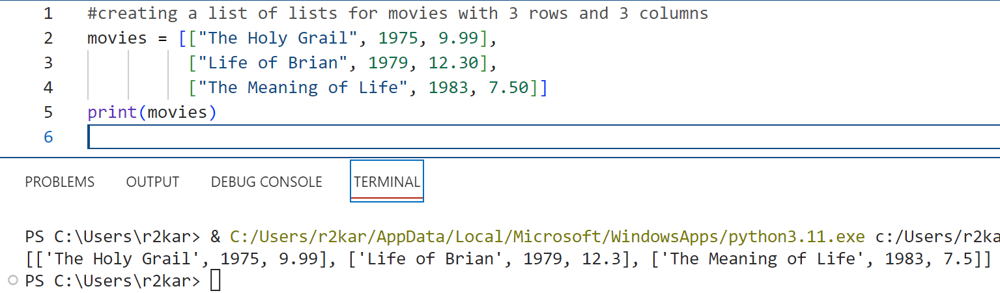 1 #creating a list of lists for movies with 3 rows and 3 columns
2 movies = [["The Holy Grail", 1975, 9.99],
3           ["Life of Brian", 1979, 12.30],
4           ["The Meaning of Life", 1983, 7.50]]
5 print(movies)
6
PROBLEMS OUTPUT DEBUG CONSOLE TERMINAL
PS C:\Users\r2kar> & C:/Users/r2kar/AppData/Local/Microsoft/WindowsApps/python3.11.exe c:/Users/r2ka
[['The Holy Grail', 1975, 9.99], ['Life of Brian', 1979, 12.3], ['The Meaning of Life', 1983, 7.5]]
PS C:\Users\r2kar>